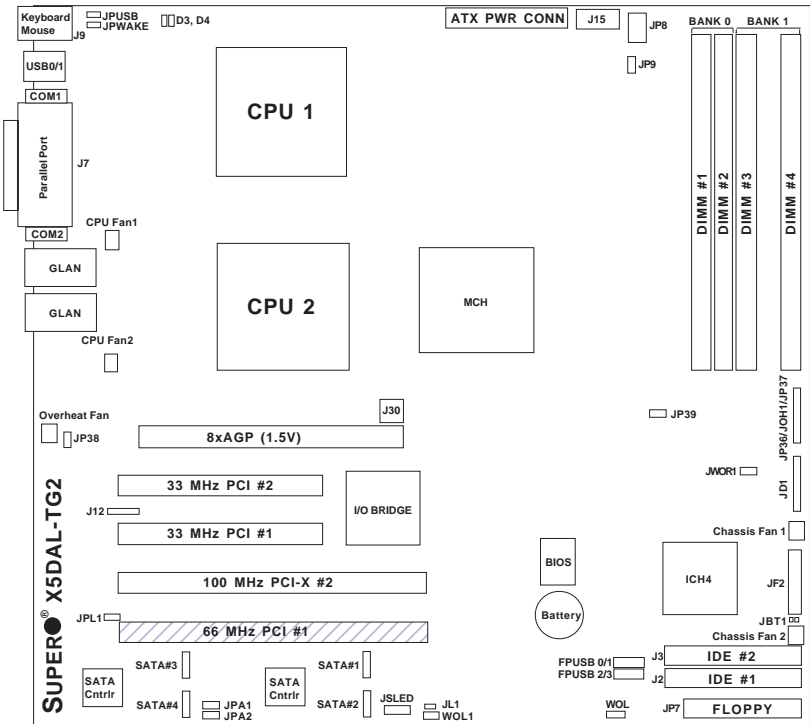 Keyboard
Mouse
J9
JPUSB
JPWAKE
D3, D4
ATX PWR CONN
J15
JP8
BANK 0
BANK 1
JP9
USB0/1
COM1
Parallel Port
J7
COM2
CPU Fan1
GLAN
GLAN
CPU Fan2
CPU 1
CPU 2
MCH
DIMM #1
DIMM #2
DIMM #3
DIMM #4
Overheat Fan
JP38
J30
8xAGP (1.5V)
JP39
JP36/JOH1/JP37
JWOR1
JD1
33 MHz PCI #2
J12
33 MHz PCI #1
I/O BRIDGE
Chassis Fan 1
BIOS
ICH4
JF2
100 MHz PCI-X #2
Battery
JPL1
66 MHz PCI #1
JBT1
Chassis Fan 2
SUPER® X5DAL-TG2
SATA#3
SATA#1
SATA
Cntrlr
SATA
Cntrlr
SATA#4
SATA#2
JPA1
JPA2
JSLED
JL1
WOL1
FPUSB 0/1
FPUSB 2/3
J3
IDE #2
J2
IDE #1
WOL
JP7
FLOPPY